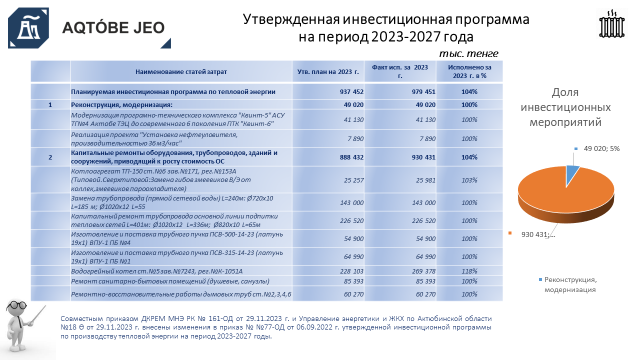 AQTÓBE JEO
Утвержденная инвестиционная программа
на период 2023-2027 года
тыс. тенге
Наименование статей затрат Утв. план на 2023 г. Факт исп. за 2023 г. Исполнено за 2023 г. в %
Планируемая инвестиционная программа по тепловой энергии 937 452 979 451 104%
1 Реконструкция, модернизация: 49 020 49 020 100%
Модернизация програмно-технического комплекса "Квинт-5" АСУ
ТГ№4 Актобе ТЭЦ до современного 6 поколения ПТК "Квинт-6" 41 130 41 130 100%
Реализация проекта "Установка нефтеуловителя,
производительностью 36 м3/час" 7 890 7 890 100%
2 Капитальные ремонты оборудования, трубопроводов, зданий и
сооружений, приводящий к росту стоимость ОС 888 432 930 431 104%
Котлоагрегат ТП-150 ст.№6 зав.№171, рег.№153А
(Типовой.Сверхтиповой:Замена гибов змеевиков В/Э от
коллек,змеевиков пароохладителя) 25 257 25 981 103%
Замена трубопровода (прямой сетевой воды) L=240м: Ø720х10
L=185 м; Ø1020х12 L=55 143 000 143 000 100%
Капитальный ремонт трубопровода основной линии подпитки
тепловых сетей L=401м: Ø1020х12 L=336м; Ø820х10 L=65м 226 520 226 520 100%
Изготовление и поставка трубного пучка ПСВ-500-14-23 (латунь
19х1) ВПУ-1 ПБ №4 54 900 54 900 100%
Изготовление и поставка трубного пучка ПСВ-315-14-23 (латунь
19х1) ВПУ-1 ПБ №1 64 990 64 990 100%
Водогрейный котел ст.№5зав.№7243, рег.№К-1051А 228 103 269 378 118%
Ремонт санитарно-бытовых помещений (душевые, санузлы) 85 393 85 393 100%
Ремонтно-восстановительные работы дымовых труб ст.№2,3,4,6 60 270 60 270 100%
Доля
инвестиционных
мероприятий
49 020; 5%
930 431;...
Реконструкция,
модернизация
Совместным приказом ДКРЕМ МНЭ РК № 161-ОД от 29.11.2023 г. и Управление энергетики и ЖКХ по Актюбинской области
№18 Ө от 29.11.2023 г. внесены изменения в приказ № №77-ОД от 06.09.2022 г. утвержденной инвестиционной программы
по производству тепловой энергии на период 2023-2027 годы.